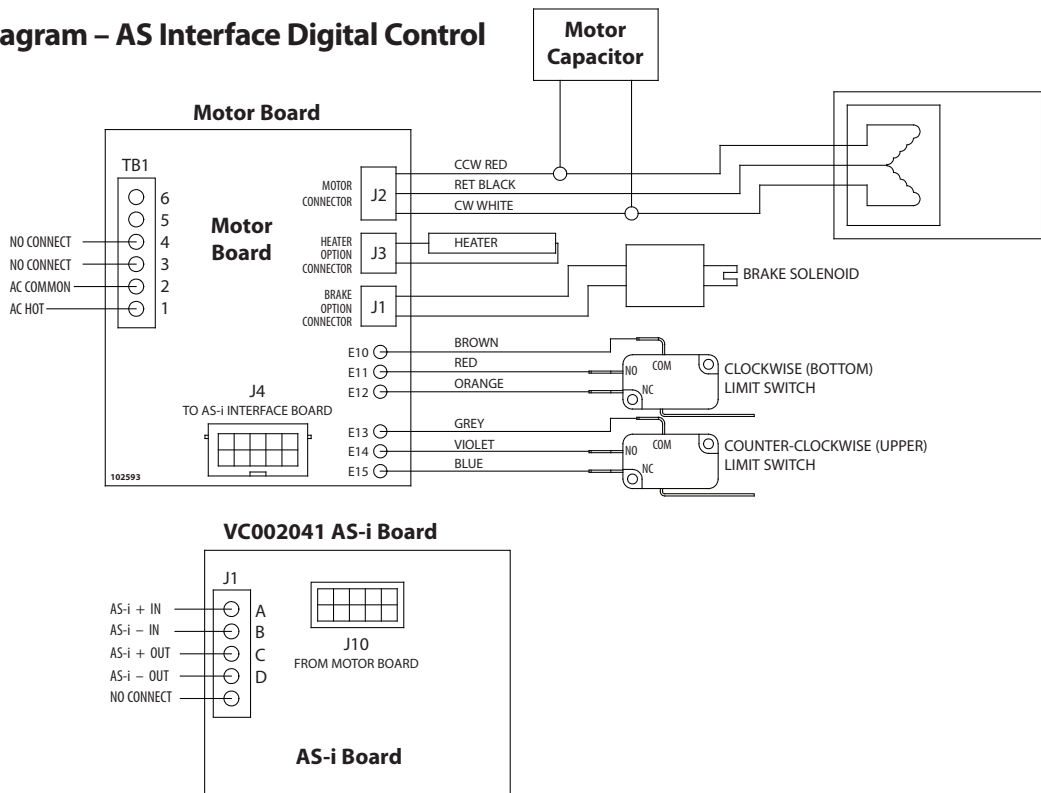 agram – AS Interface Digital Control
Motor
Capacitor
Motor Board
TB1
6
5
4
3
2
1
NO CONNECT
NO CONNECT
AC COMMON
AC HOT
Motor
Board
MOTOR
CONNECTOR
J2
CCW RED
RET BLACK
CW WHITE
HEATER
OPTION
CONNECTOR
J3
HEATER
BRAKE
OPTION
CONNECTOR
J1
BRAKE SOLENOID
E10
BROWN
E11
RED
E12
ORANGE
COM
NO
NC
CLOCKWISE (BOTTOM)
LIMIT SWITCH
J4
TO AS-i INTERFACE BOARD
E13
GREY
E14
VIOLET
E15
BLUE
COM
NO
NC
COUNTER-CLOCKWISE (UPPER)
LIMIT SWITCH
102593
VC002041 AS-i Board
J1
AS-i + IN
A
AS-i – IN
B
AS-i + OUT
C
AS-i – OUT
D
NO CONNECT
J10
FROM MOTOR BOARD
AS-i Board